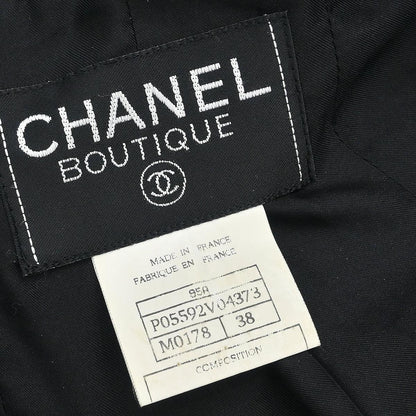 CHANEL
BOUTIQUE
MADE IN FRANCE
FABRIQUE EN FRANCE
95A
P05592V04373
M0178 38
COMPOSITION